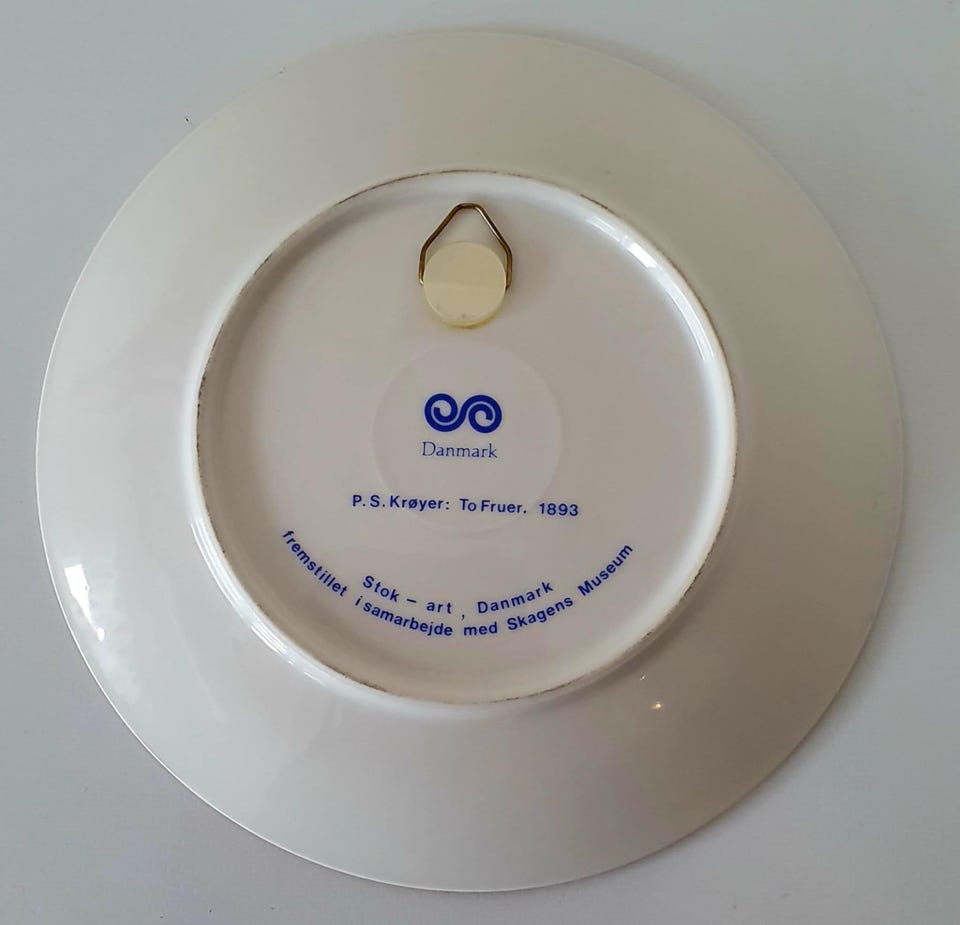 Danmark
P.S.Krøyer: To Fruer. 1893
Stok - art, Danmark
fremstillet i samarbejde med Skagens Museum